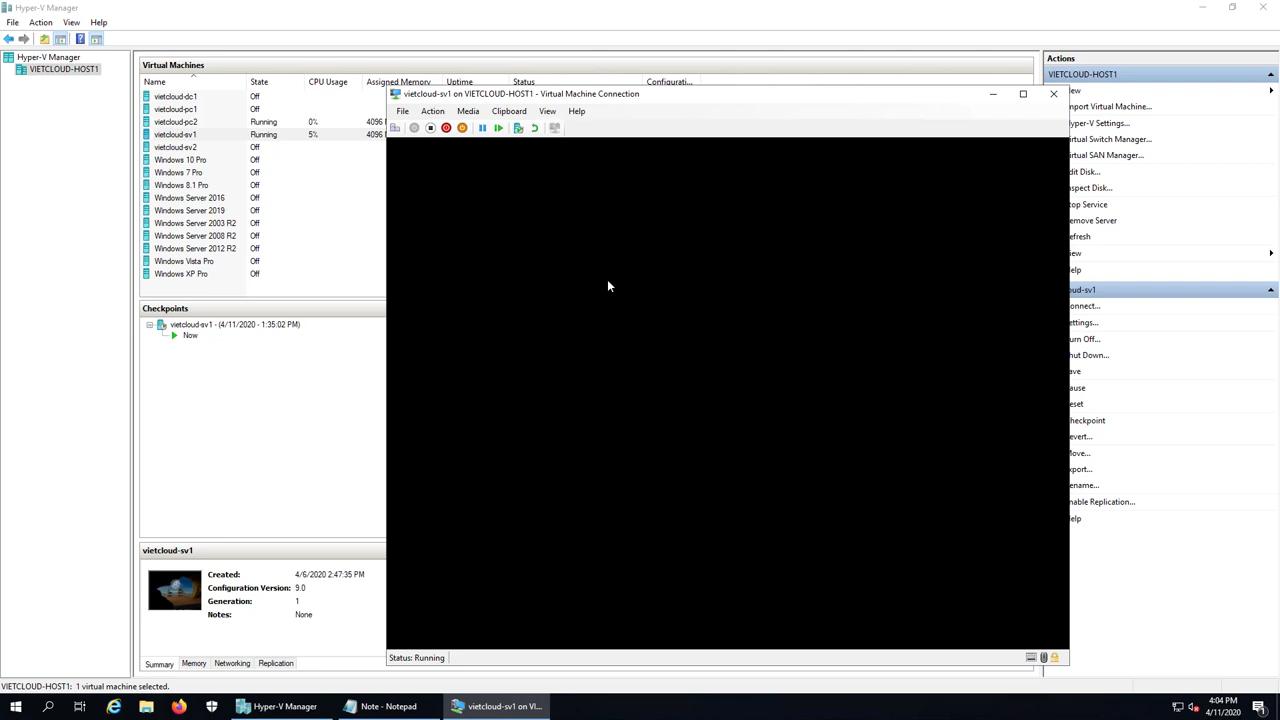 Hyper-V Manager
File Action View Help
Hyper-V Manager
VIETCLOUD-HOST1
Virtual Machines
Name State CPU Usage Assigned Memory Uptime Status Configurati...
vietcloud-dc1 Off
vietcloud-pc1 Off
vietcloud-pc2 Running 0% 4096
vietcloud-sv1 Running 5% 4096
vietcloud-sv2 Off
Windows 10 Pro Off
Windows 7 Pro Off
Windows 8.1 Pro Off
Windows Server 2016 Off
Windows Server 2019 Off
Windows Server 2003 R2 Off
Windows Server 2008 R2 Off
Windows Server 2012 R2 Off
Windows Vista Pro Off
Windows XP Pro Off
Checkpoints
vietcloud-sv1 - (4/11/2020 - 1:35:02 PM)
Now
vietcloud-sv1
Created: 4/6/2020 2:47:35 PM
Configuration Version: 9.0
Generation: 1
Notes: None
Summary Memory Networking Replication
vietcloud-sv1 on VIETCLOUD-HOST1 - Virtual Machine Connection
File Action Media Clipboard View Help
Status: Running
Actions
VIETCLOUD-HOST1
ew
mport Virtual Machine...
yper-V Settings...
irtual Switch Manager...
irtual SAN Manager...
dit Disk...
nspect Disk...
top Service
emove Server
efresh
iew
elp
oud-sv1
onnect...
ettings...
urn Off...
hut Down...
ave
ause
eset
heckpoint
evert...
ove...
xport...
ename...
nable Replication...
elp
VIETCLOUD-HOST1: 1 virtual machine selected.
Hyper-V Manager
Note - Notepad
vietcloud-sv1 on VI...
4:04 PM
4/11/2020
1